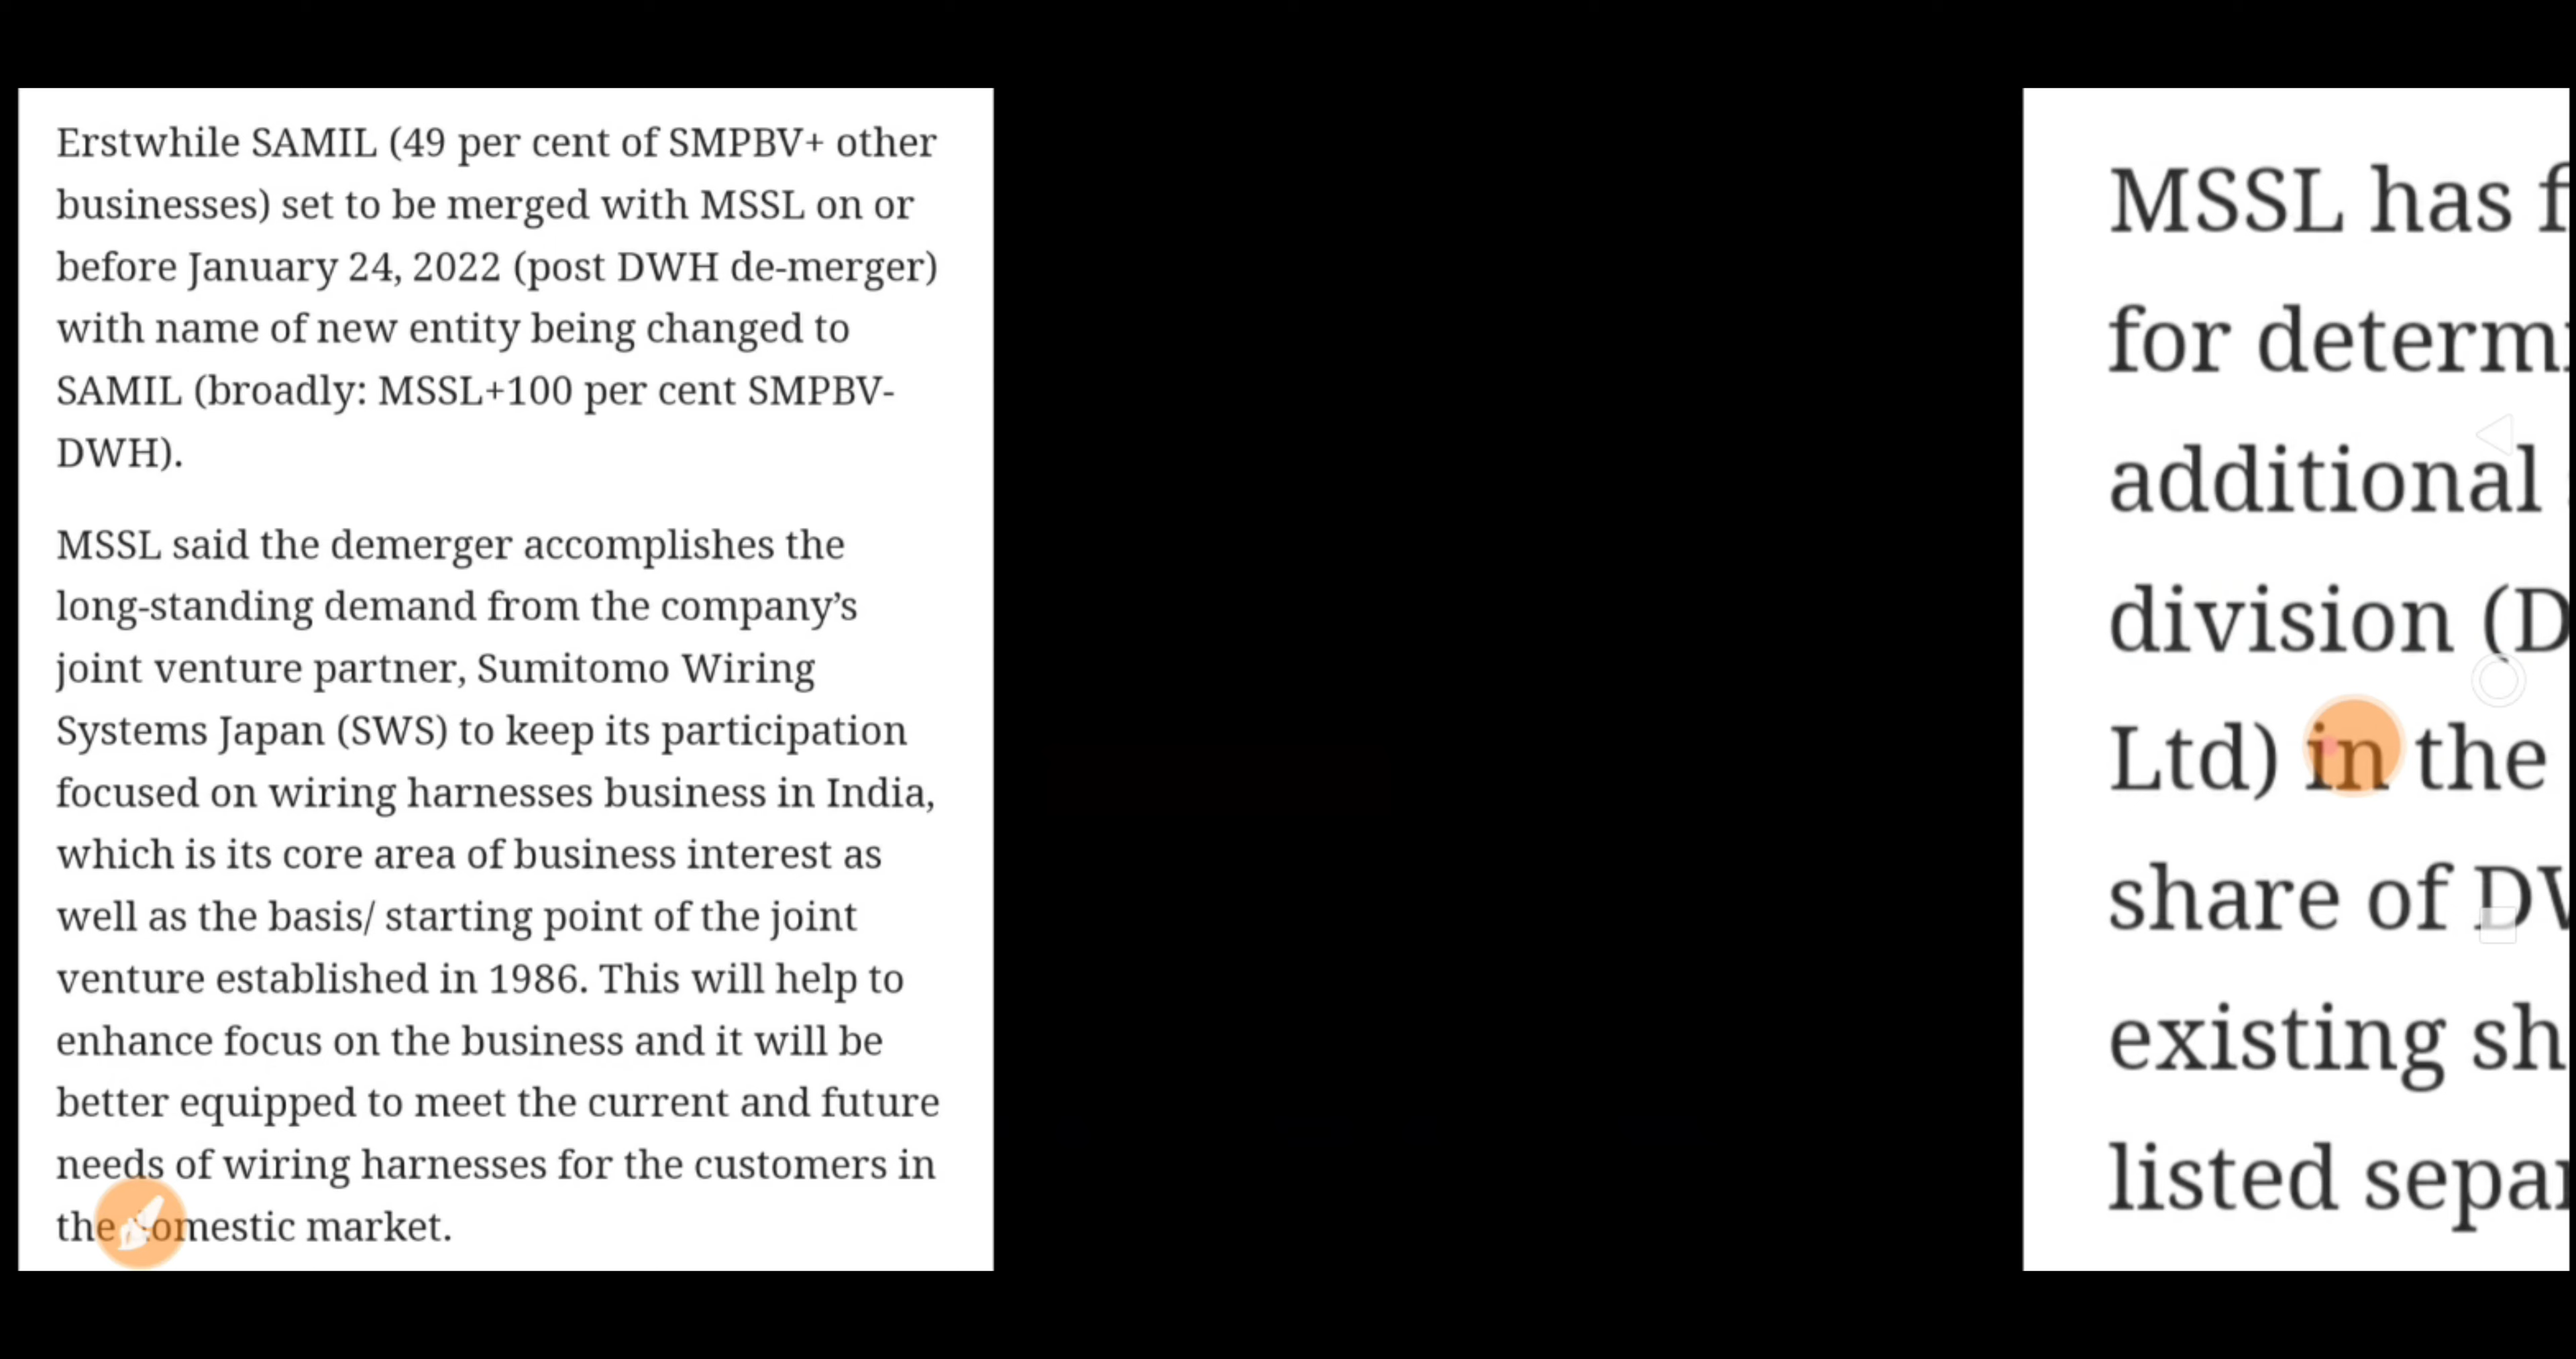 Erstwhile SAMIL (49 per cent of SMPBV+ other
businesses) set to be merged with MSSL on or
before January 24, 2022 (post DWH de-merger)
with name of new entity being changed to
SAMIL (broadly: MSSL+100 per cent SMPBV-
DWH).
MSSL said the demerger accomplishes the
long-standing demand from the company’s
joint venture partner, Sumitomo Wiring
Systems Japan (SWS) to keep its participation
focused on wiring harnesses business in India,
which is its core area of business interest as
well as the basis/ starting point of the joint
venture established in 1986. This will help to
enhance focus on the business and it will be
better equipped to meet the current and future
needs of wiring harnesses for the customers in
the domestic market.
MSSL has
for
additional
division
Ltd) in the
share of
existing
listed